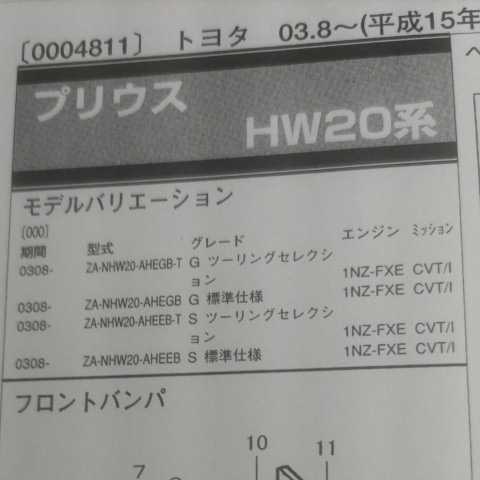 [0004811] トヨタ 03.8〜(平成15年
プリウス
HW20系
モデルバリエーション
[000]
期間 型式 グレード エンジン ミッション
0308- ZA-NHW20-AHEGB-T G ツーリングセレクシ
ョン 1NZ-FXE CVT/I
0308- ZA-NHW20-AHEGB G 標準仕様 1NZ-FXE CVT/I
0308- ZA-NHW20-AHEEB-T S ツーリングセレクシ
ョン 1NZ-FXE CVT/I
0308- ZA-NHW20-AHEEB S 標準仕様 1NZ-FXE CVT/I
フロントバンパ
10 11
7